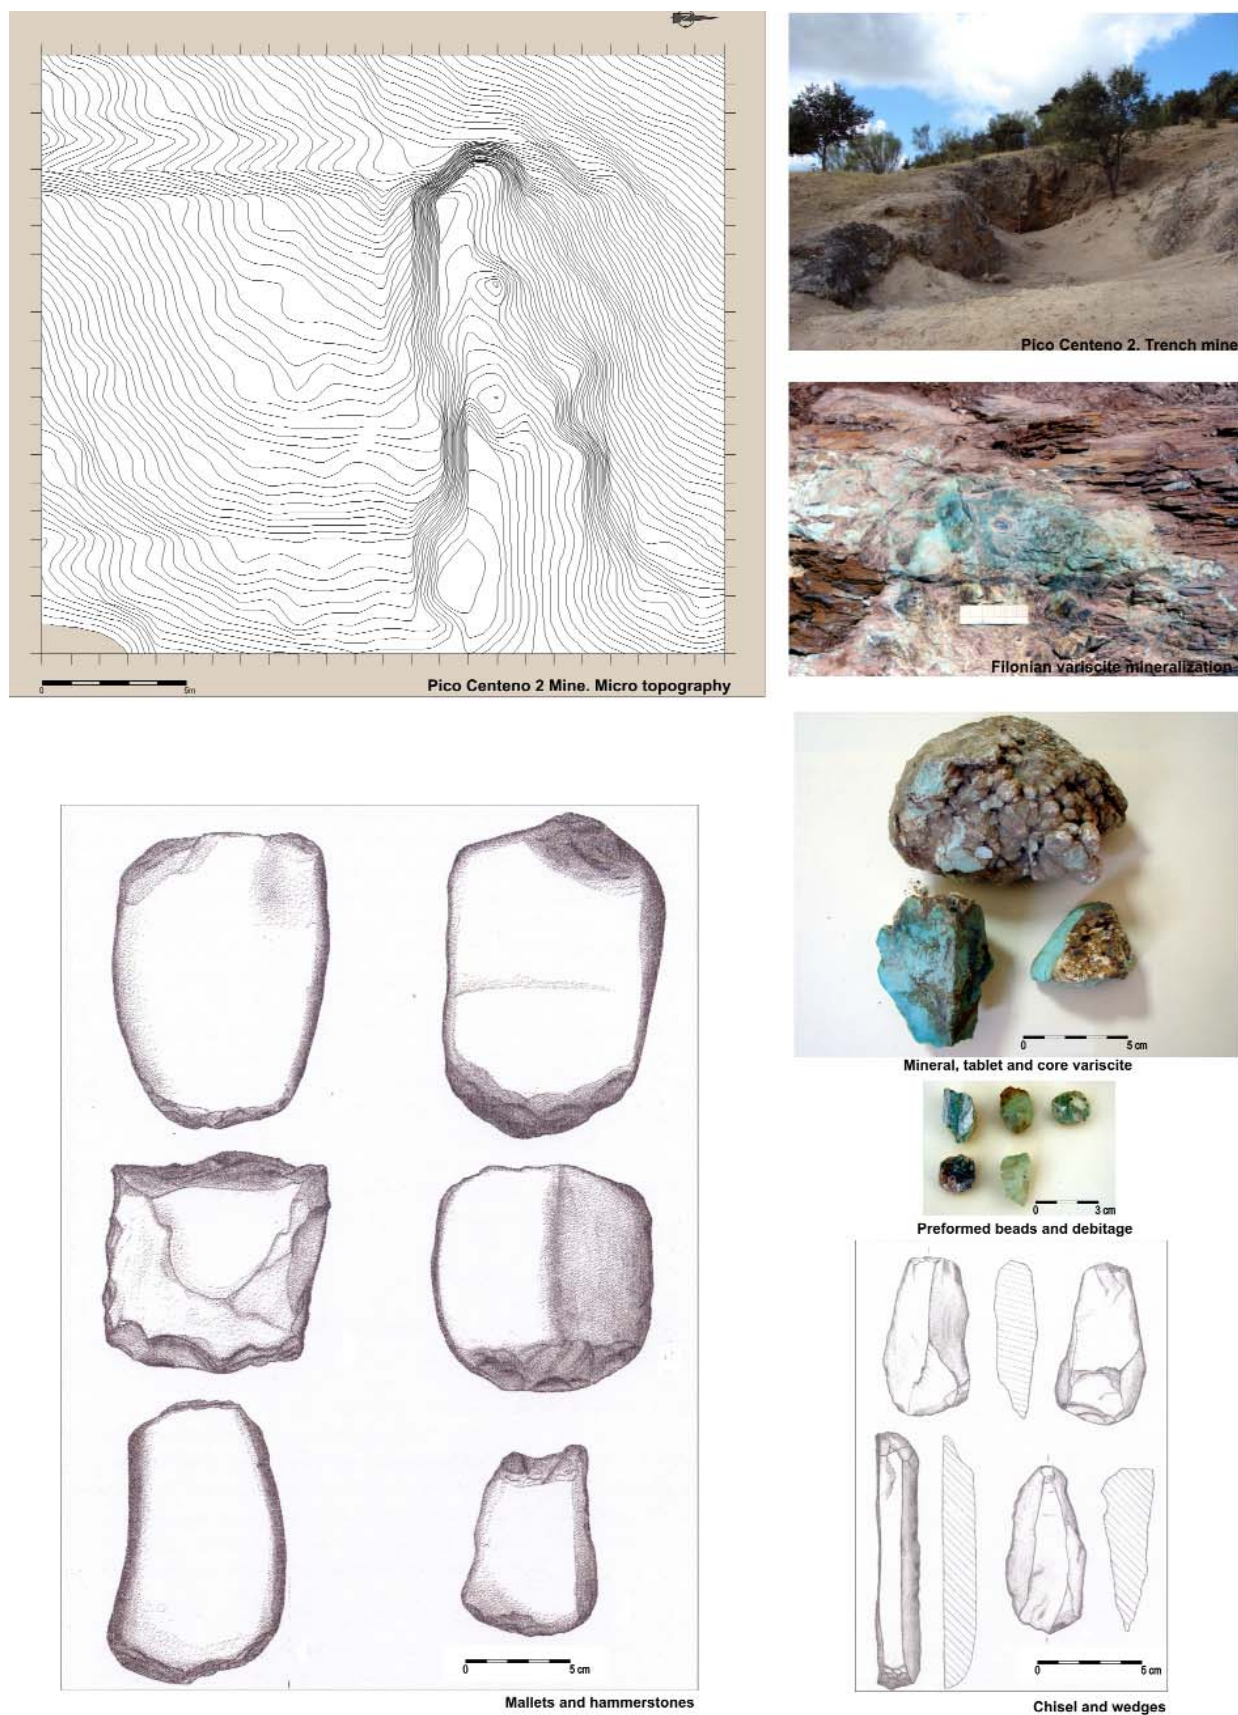 Pico Centeno 2. Trench mine
Filonian variscite mineralization
0 5m
Pico Centeno 2 Mine. Micro topography
0 5 cm
Mineral, tablet and core variscite
0 3 cm
Preformed beads and debitage
0 5 cm
Mallets and hammerstones
0 5 cm
Chisel and wedges